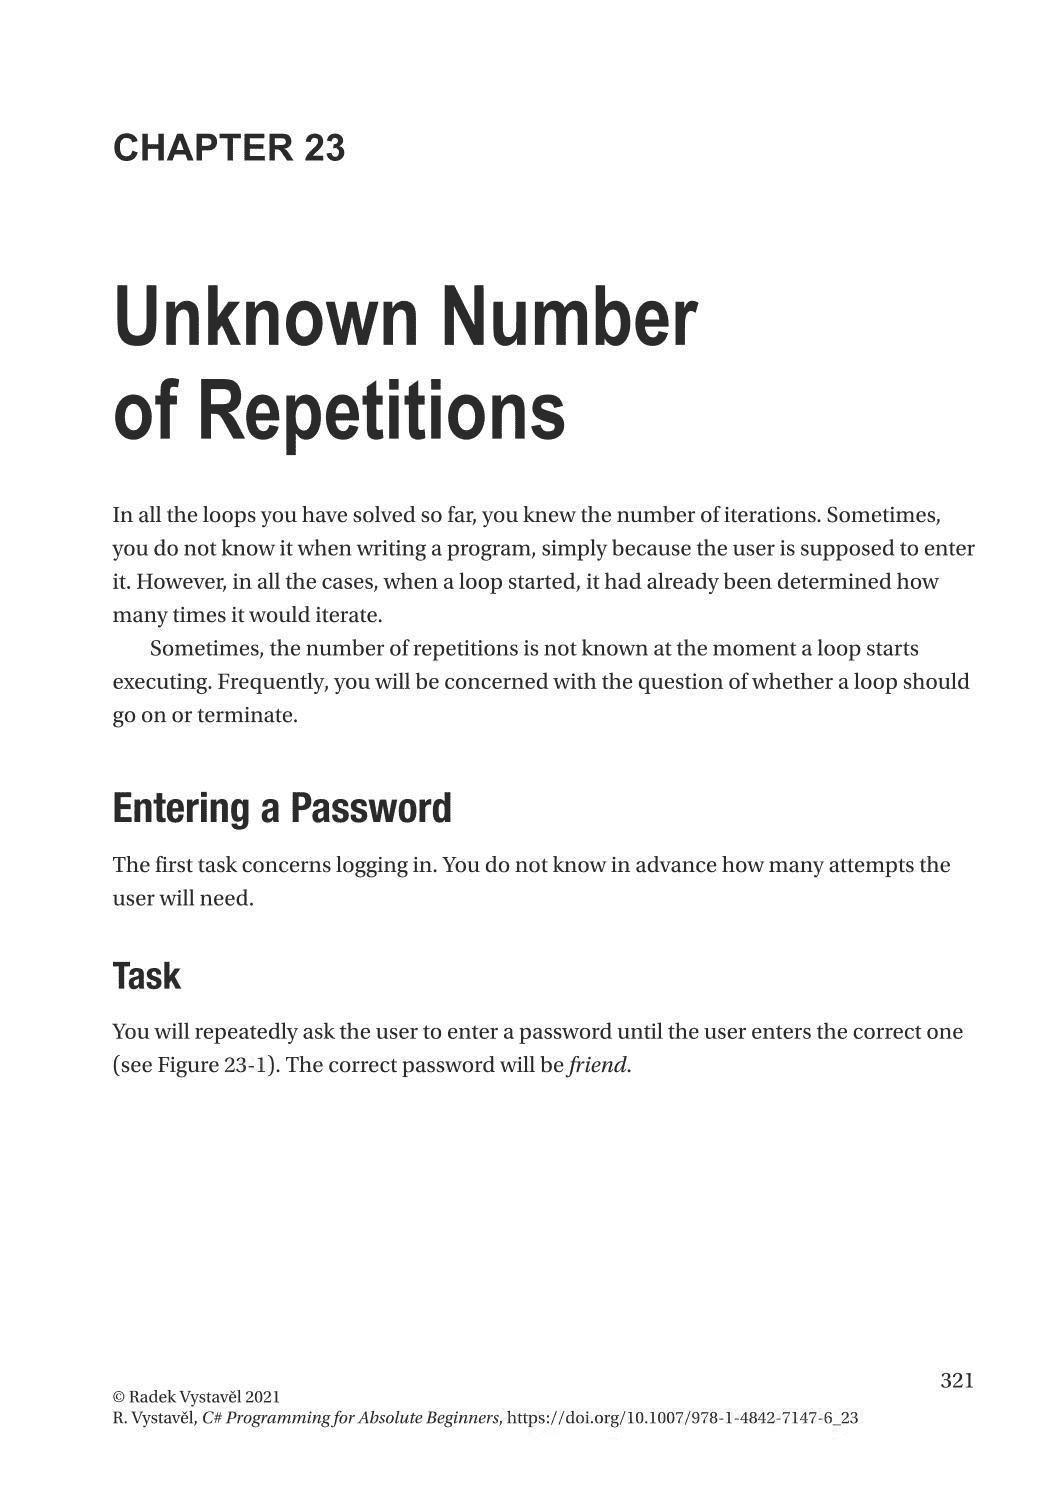 CHAPTER 23
Unknown Number
of Repetitions
In all the loops you have solved so far, you knew the number of iterations. Sometimes,
you do not know it when writing a program, simply because the user is supposed to enter
it. However, in all the cases, when a loop started, it had already been determined how
many times it would iterate.
Sometimes, the number of repetitions is not known at the moment a loop starts
executing. Frequently, you will be concerned with the question of whether a loop should
go on or terminate.
Entering a Password
The first task concerns logging in. You do not know in advance how many attempts the
user will need.
Task
You will repeatedly ask the user to enter a password until the user enters the correct one
(see Figure 23-1). The correct password will be friend.
321
© Radek Vystavěl 2021
R. Vystavěl, C# Programming for Absolute Beginners, https://doi.org/10.1007/978-1-4842-7147-6_23